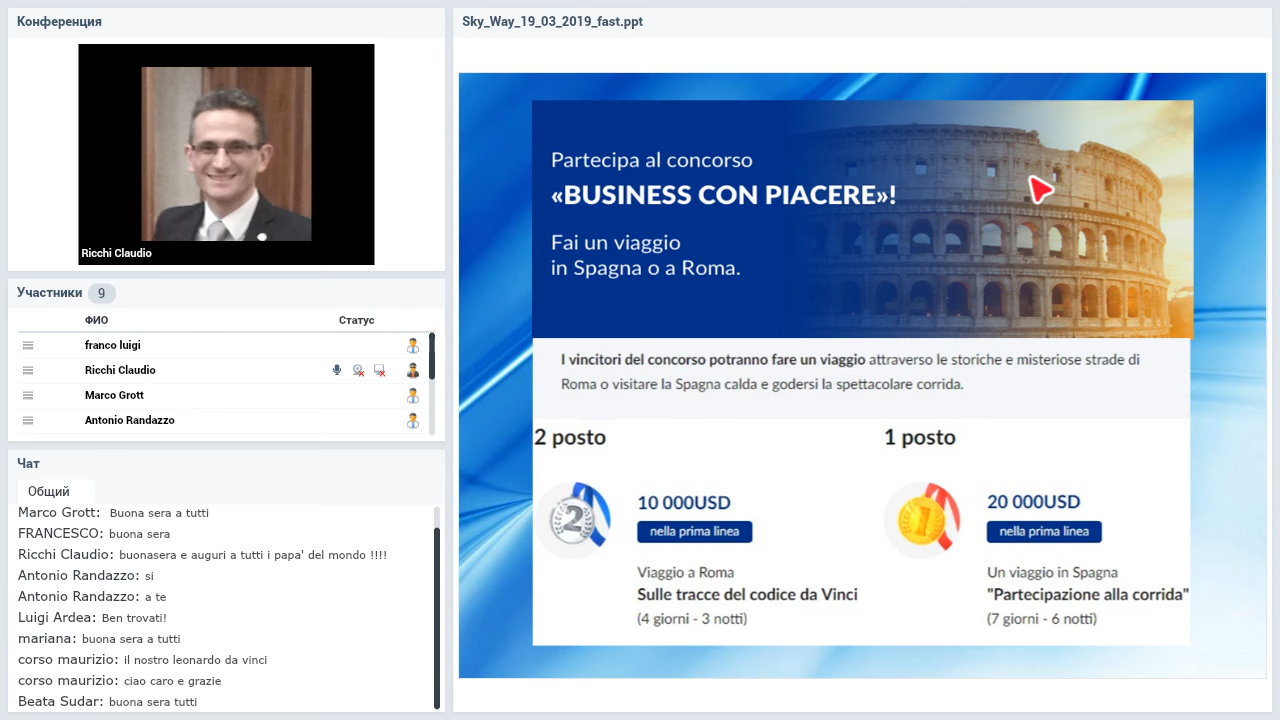 Конференция
Ricchi Claudio
Участники 9
ФИО Статус
franco luigi
Ricchi Claudio
Marco Grott
Antonio Randazzo
Чат
Общий
Marco Grott: Buona sera a tutti
FRANCESCO: buona sera
Ricchi Claudio: buonasera e auguri a tutti i papa' del mondo !!!!
Antonio Randazzo: si
Antonio Randazzo: a te
Luigi Ardea: Ben trovati!
mariana: buona sera a tutti
corso maurizio: il nostro leonardo da vinci
corso maurizio: ciao caro e grazie
Beata Sudar: buona sera tutti
Sky_Way_19_03_2019_fast.ppt
Partecipa al concorso
«BUSINESS CON PIACERE»!
Fai un viaggio
in Spagna o a Roma.
I vincitori del concorso potranno fare un viaggio attraverso le storiche e misteriose strade di
Roma o visitare la Spagna calda e godersi la spettacolare corrida.
2 posto
2
10 000USD
nella prima linea
Viaggio a Roma
Sulle tracce del codice da Vinci
(4 giorni - 3 notti)
1 posto
1
20 000USD
nella prima linea
Un viaggio in Spagna
"Partecipazione alla corrida"
(7 giorni - 6 notti)